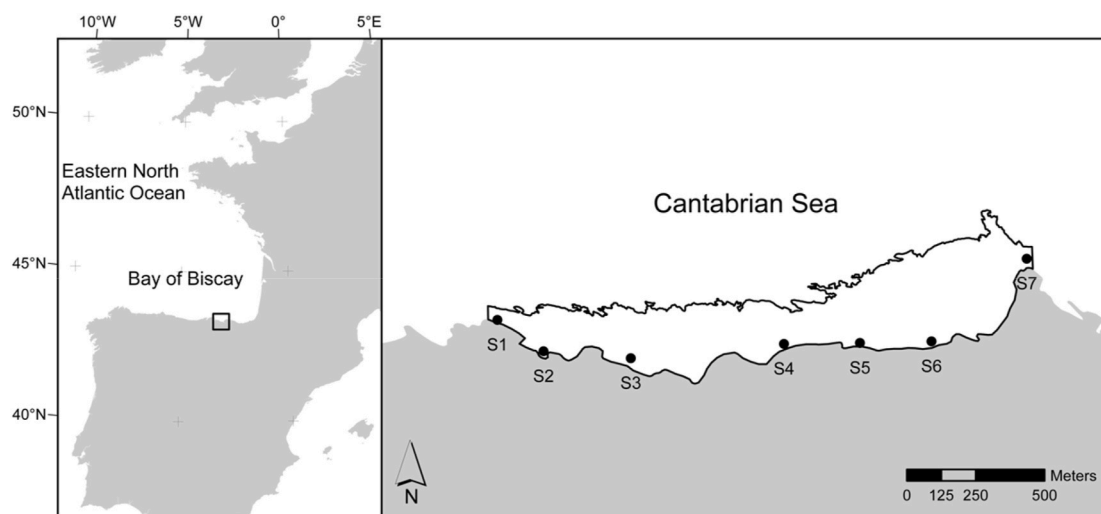 10°W 5°W 0° 5°E
50°N
Eastern North
Atlantic Ocean
45°N
Bay of Biscay
40°N
Cantabrian Sea
S7
S1
S2
S3
S4
S5
S6
N
Meters
0 125 250 500